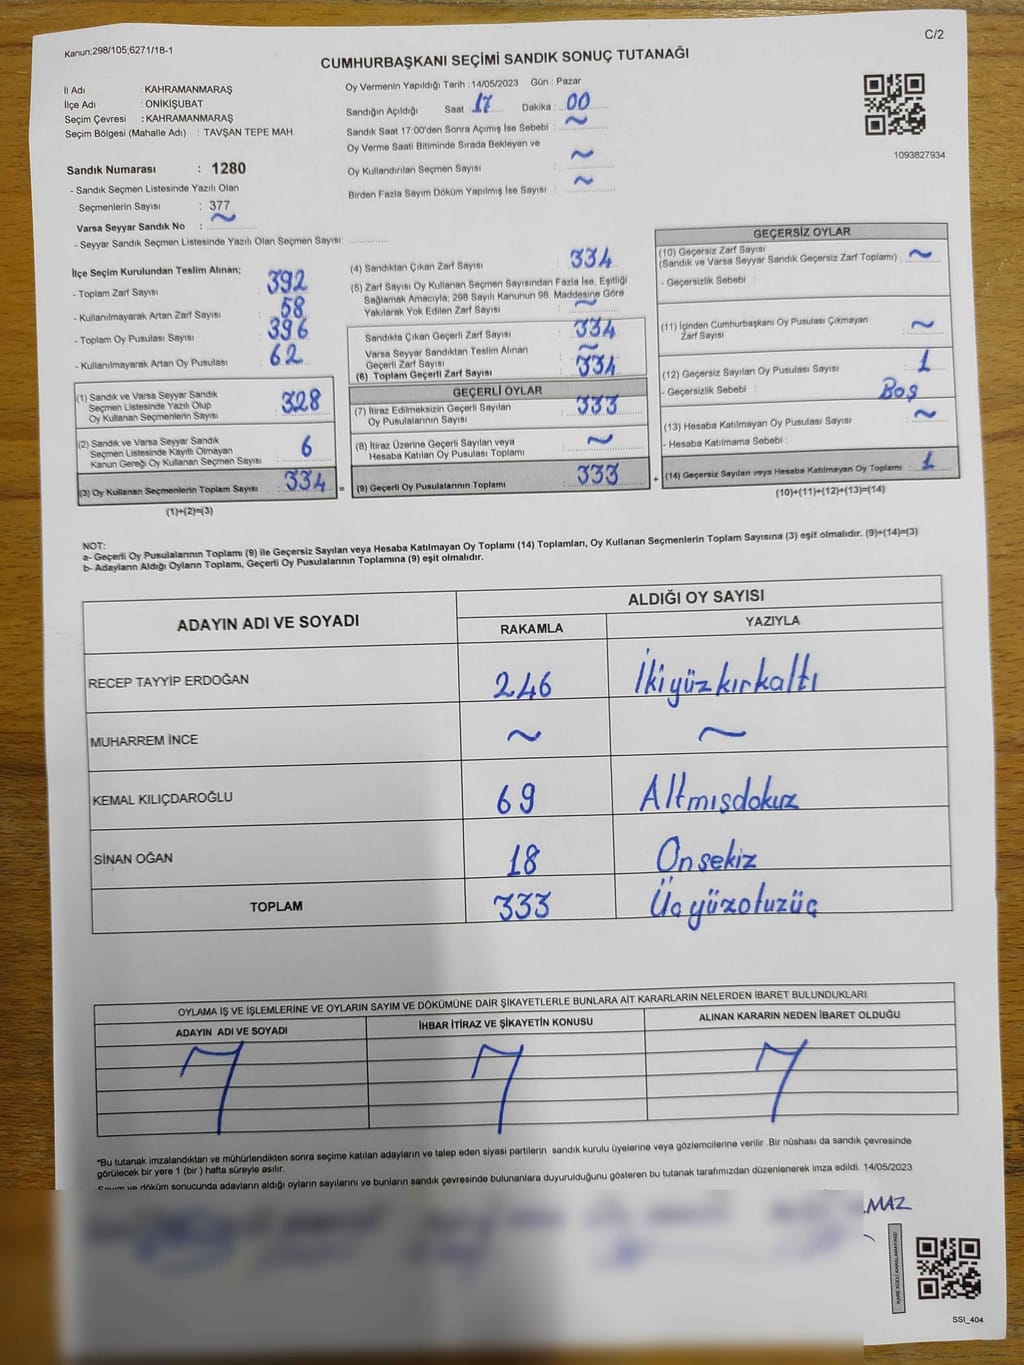 Kanun;298/105;6271/18-1
C/2
CUMHURBAŞKANI SEÇİMİ SANDIK SONUÇ TUTANAĞI
İl Adı : KAHRAMANMARAŞ
İlçe Adı : ONİKİŞUBAT
Seçim Çevresi : KAHRAMANMARAŞ
Seçim Bölgesi (Mahalle Adı) : TAVŞAN TEPE MAH.
Oy Vermenin Yapıldığı Tarih : 14/05/2023 Gün : Pazar
Sandığın Açıldığı Saat : 17 Dakika : 00
Sandık Saat 17:00'den Sonra Açımış İse Sebebi : ~
Oy Verme Saati Bitiminde Sırada Bekleyen ve
Oy Kullandırılan Seçmen Sayısı : ~
Birden Fazla Sayım Döküm Yapılmış İse Sayısı : ~
1093827934
Sandık Numarası : 1280
- Sandık Seçmen Listesinde Yazılı Olan
Seçmenlerin Sayısı : 377
Varsa Seyyar Sandık No : ~
- Seyyar Sandık Seçmen Listesinde Yazılı Olan Seçmen Sayısı:
İlçe Seçim Kurulundan Teslim Alınan;
- Toplam Zarf Sayısı : 392
- Kullanılmayarak Artan Zarf Sayısı : 58
- Toplam Oy Pusulası Sayısı : 396
- Kullanılmayarak Artan Oy Pusulası : 62
(1) Sandık ve Varsa Seyyar Sandık
Seçmen Listesinde Yazılı Olup
Oy Kullanan Seçmenlerin Sayısı : 328
(2) Sandık ve Varsa Seyyar Sandık
Seçmen Listesinde Kayıtlı Olmayan
Kanun Gereği Oy Kullanan Seçmen Sayısı : 6
(3) Oy Kullanan Seçmenlerin Toplam Sayısı : 334
(1)+(2)=(3)
(4) Sandıktan Çıkan Zarf Sayısı : 334
(5) Zarf Sayısı Oy Kullanan Seçmen Sayısından Fazla İse, Eşitliği
Sağlamak Amacıyla; 298 Sayılı Kanunun 98. Maddesine Göre
Yakılarak Yok Edilen Zarf Sayısı : ~
Sandıkta Çıkan Geçerli Zarf Sayısı : 334
Varsa Seyyar Sandıktan Teslim Alınan
Geçerli Zarf Sayısı : ~
(6) Toplam Geçerli Zarf Sayısı : 334
GEÇERLİ OYLAR
(7) İtiraz Edilmeksizin Geçerli Sayılan
Oy Pusulasının Sayısı : 333
(8) İtiraz Üzerine Geçerli Sayılan veya
Hesaba Katılan Oy Pusulası Toplamı : ~
= (9) Geçerli Oy Pusulalarının Toplamı : 333
GEÇERSİZ OYLAR
(10) Geçersiz Zarf Sayısı
(Sandık ve Varsa Seyyar Sandık Geçersiz Zarf Toplamı) : ~
- Geçersizlik Sebebi :
(11) İçinden Cumhurbaşkanı Oy Pusulası Çıkmayan
Zarf Sayısı : ~
(12) Geçersiz Sayılan Oy Pusulası Sayısı : 1
- Geçersizlik Sebebi : Boş
(13) Hesaba Katılmayan Oy Pusulası Sayısı : ~
- Hesaba Katılmama Sebebi :
+ (14) Geçersiz Sayılan veya Hesaba Katılmayan Oy Toplamı : 1
(10)+(11)+(12)+(13)=(14)
NOT:
a- Geçerli Oy Pusulalarının Toplamı (9) ile Geçersiz Sayılan veya Hesaba Katılmayan Oy Toplamı (14) Toplamları, Oy Kullanan Seçmenlerin Toplam Sayısına (3) eşit olmalıdır. (9)+(14)=(3)
b- Adayların Aldığı Oyların Toplamı, Geçerli Oy Pusulalarının Toplamına (9) eşit olmalıdır.
ADAYIN ADI VE SOYADI
ALDIĞI OY SAYISI
RAKAMLA YAZIYLA
RECEP TAYYİP ERDOĞAN 246 İkiyüzkırkaltı
MUHARREM İNCE ~ ~
KEMAL KILIÇDAROĞLU 69 Altmışdokuz
SİNAN OĞAN 18 Onsekiz
TOPLAM 333 Üçyüzotuzüç
OYLAMA İŞ VE İŞLEMLERİNE VE OYLARIN SAYIM VE DÖKÜMÜNE DAİR ŞİKAYETLERLE BUNLARA AİT KARARLARIN NELERDEN İBARET BULUNDUKLARI
ADAYIN ADI VE SOYADI İHBAR İTİRAZ VE ŞİKAYETİN KONUSU ALINAN KARARIN NEDEN İBARET OLDUĞU
*Bu tutanak imzalandıktan ve mühürlendikten sonra seçime katılan adayların ve talep eden siyasi partilerin sandık kurulu üyelerine veya gözlemcilerine verilir .Bir nüshası da sandık çevresinde
görülecek bir yere 1 (bir ) hafta süreyle asılır.
Sayım ve döküm sonucunda adayların aldığı oyların sayılarını ve bunların sandık çevresinde bulunanlara duyurulduğunu gösteren bu tutanak tarafımızdan düzenlenerek imza edildi. 14/05/2023
MAZ
SSI_404